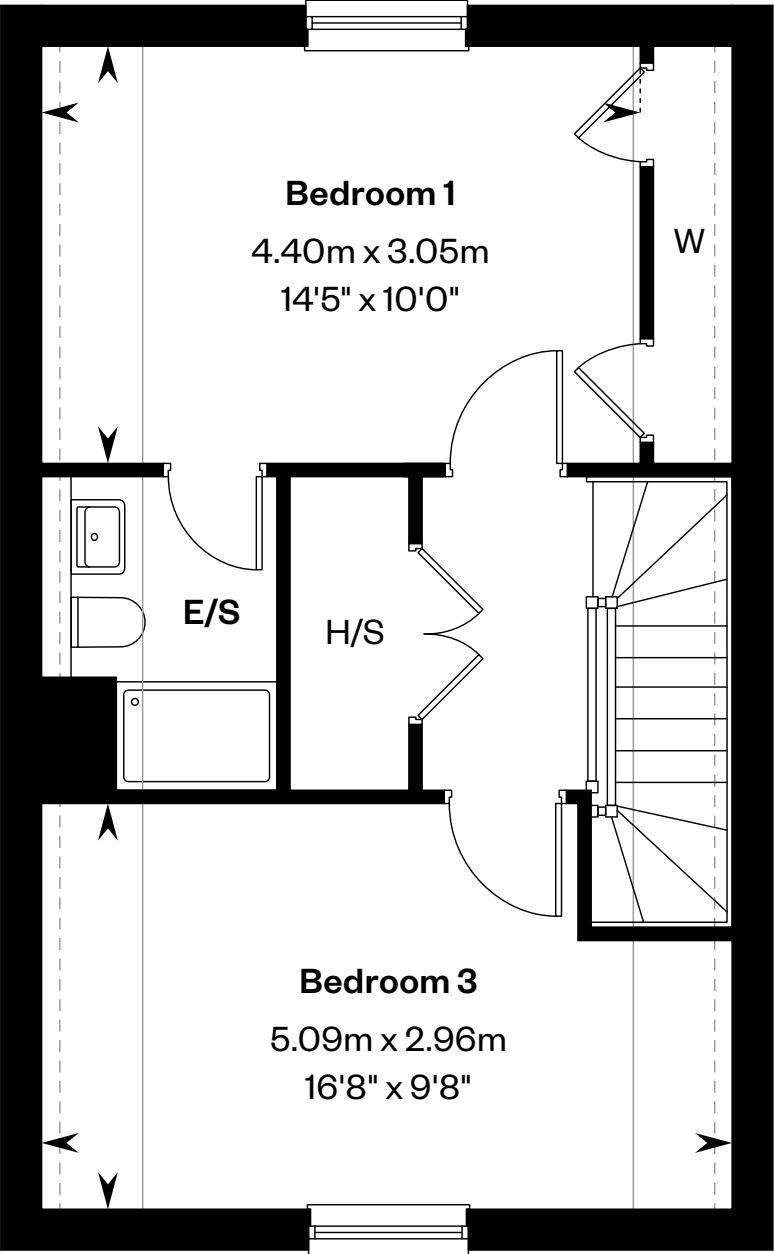 Bedroom 1
4.40m x 3.05m
14'5" x 10'0"
W
E/S
H/S
Bedroom 3
5.09m x 2.96m
16'8" x 9'8"